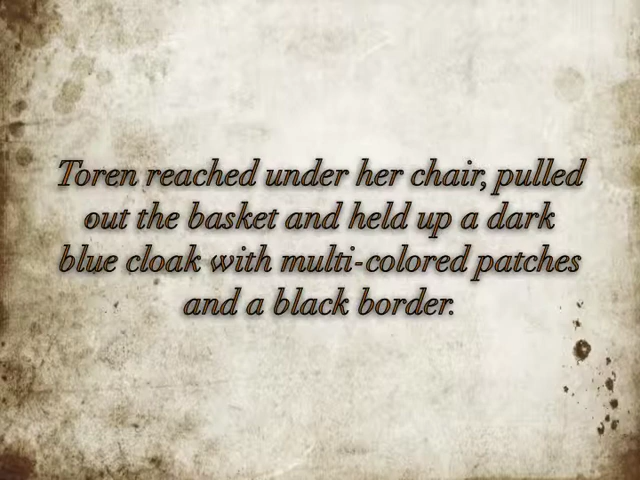 Toren reached under her chair, pulled
out the basket and held up a dark
blue cloak with multi-colored patches
and a black border.